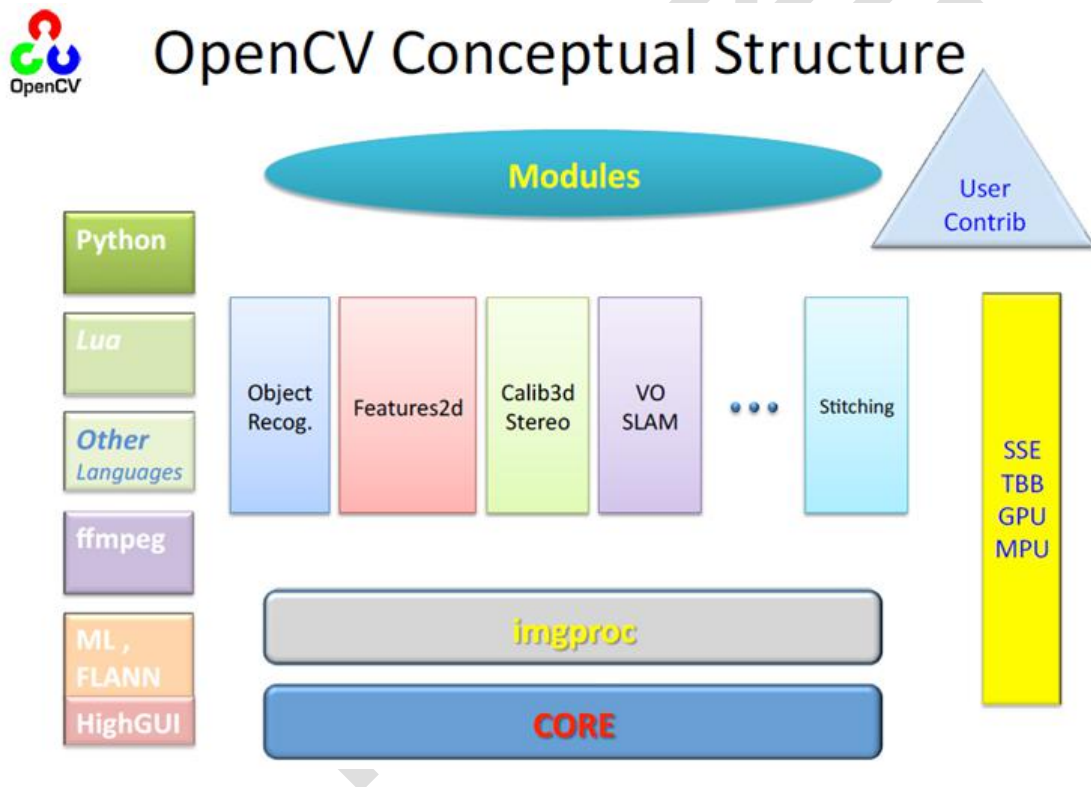 OpenCV
OpenCV Conceptual Structure
Modules
User
Contrib
Python
Lua
Other
Languages
ffmpeg
ML ,
FLANN
HighGUI
Object
Recog.
Features2d
Calib3d
Stereo
VO
SLAM
Stitching
SSE
TBB
GPU
MPU
imgproc
CORE